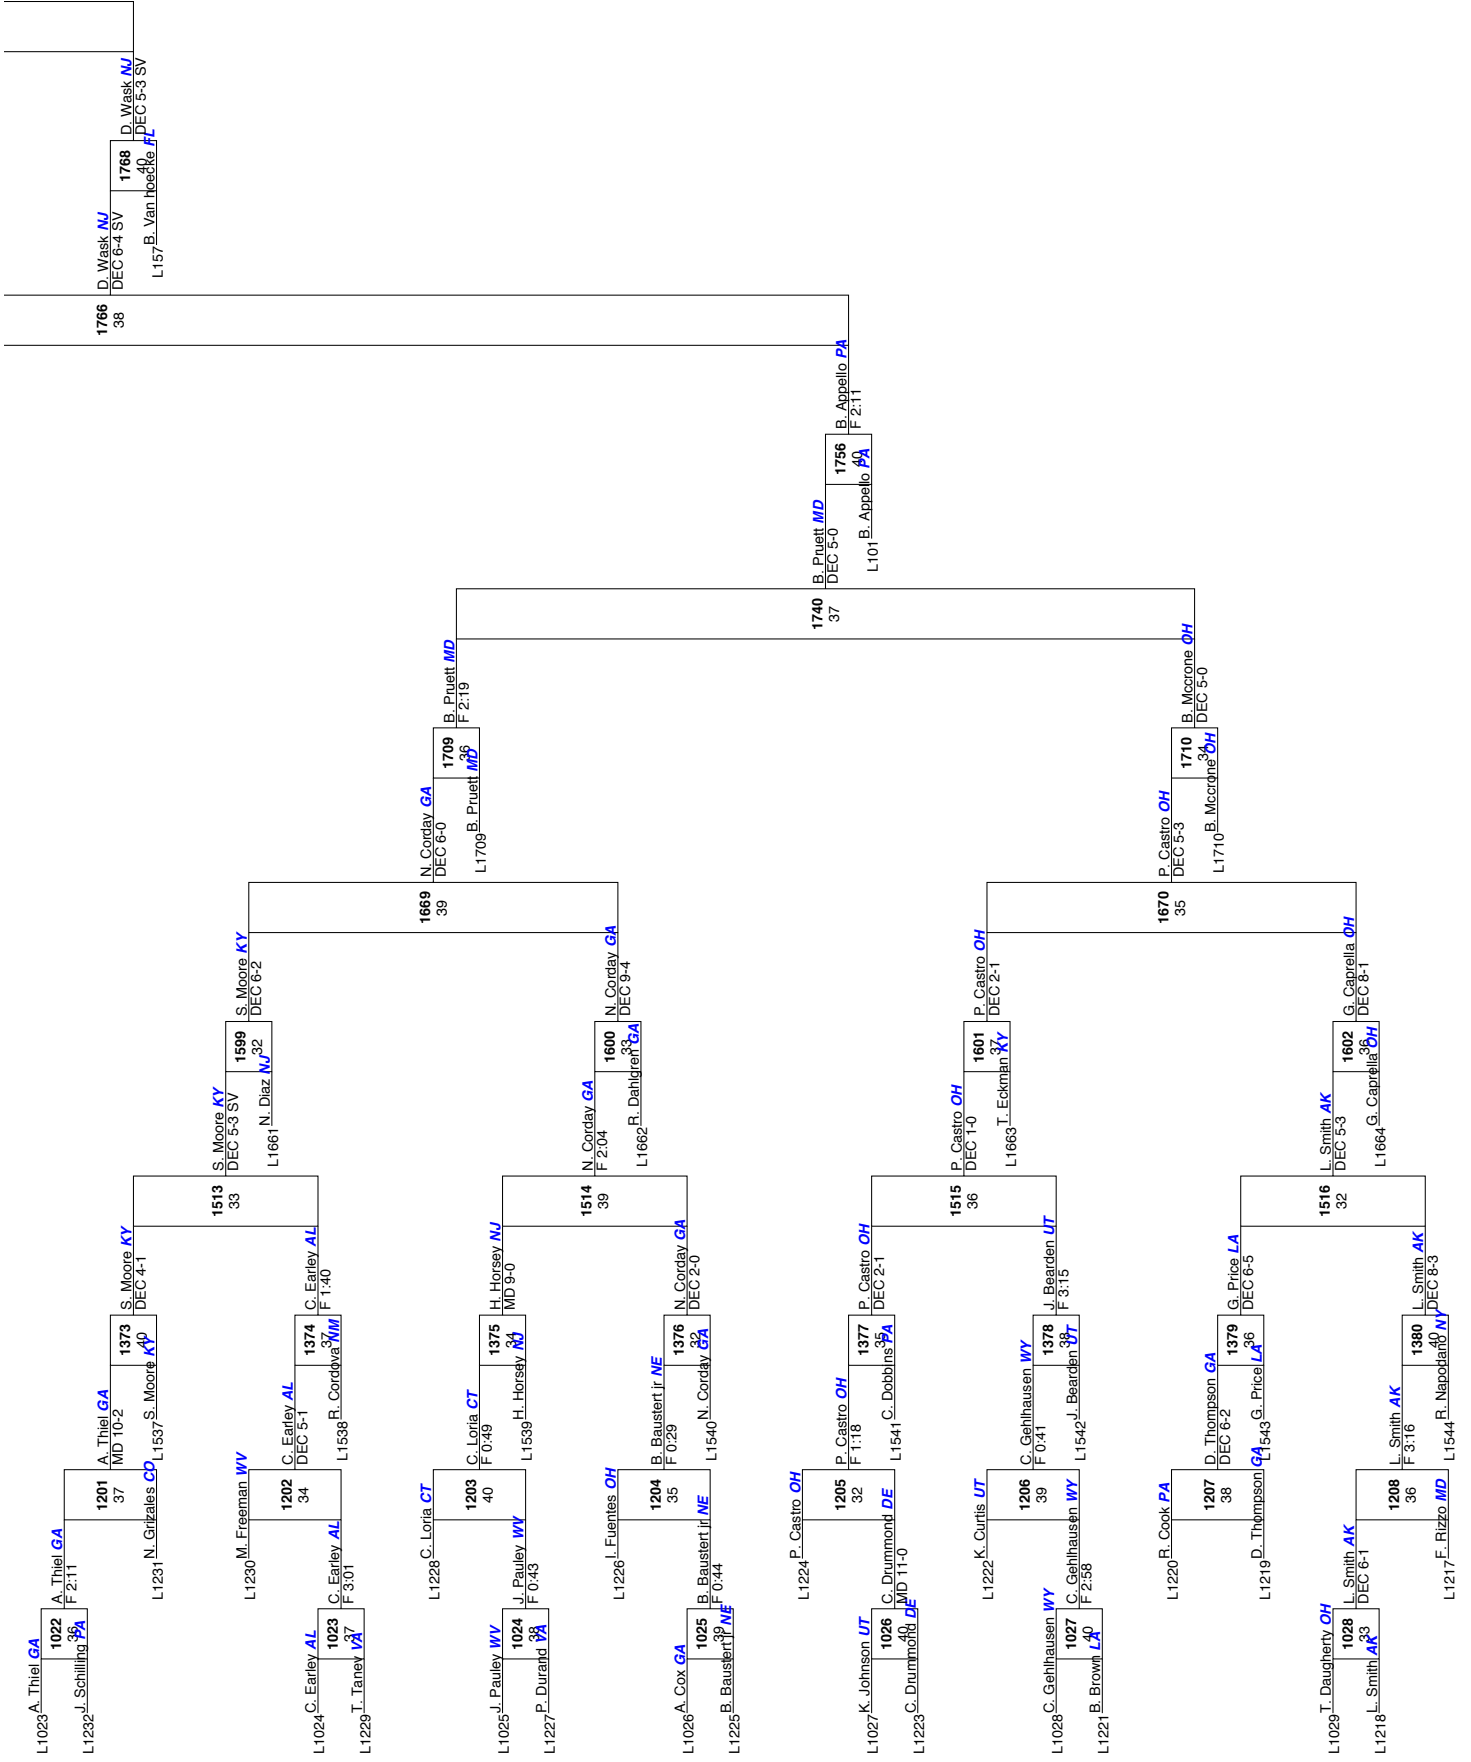 L1023
A. Thiel GA
1022
36
L1232
J. Schilling PA
A. Thiel GA
F 2:11
1201
37
L1231
N. Grizales CO
L1024
C. Earley AL
1023
37
L1229
T. Taney VA
L1230
M. Freeman WV
1202
34
C. Earley AL
F 3:01
L1025
J. Pauley WV
1024
38
L1227
P. Durand VA
L1228
C. Loria CT
1203
40
J. Pauley WV
F 0:43
L1026
A. Cox GA
1025
39
L1225
B. Baustert jr NE
L1226
I. Fuentes OH
1204
35
B. Baustert jr NE
F 0:44
L1027
K. Johnson UT
1026
40
L1223
C. Drummond DE
L1224
P. Castro OH
1205
32
C. Drummond DE
MD 11-0
L1028
C. Gehlhausen WY
1027
40
L1221
B. Brown LA
L1222
K. Curtis UT
1206
39
C. Gehlhausen WY
F 2:58
L1220
R. Cook PA
1207
38
L1219
D. Thompson GA
L1029
T. Daugherty OH
1028
33
L1218
L. Smith AK
L. Smith AK
DEC 6-1
1208
36
L1217
F. Rizzo MD
A. Thiel GA
MD 10-2
1373
40
L1537
S. Moore KY
C. Earley AL
DEC 5-1
1374
37
L1538
R. Cordova NM
C. Loria CT
F 0:49
1375
34
L1539
H. Horsey NJ
B. Baustert jr NE
F 0:29
1376
32
L1540
N. Corday GA
P. Castro OH
F 1:18
1377
35
L1541
C. Dobbins PA
C. Gehlhausen WY
F 0:41
1378
38
L1542
J. Bearden UT
D. Thompson GA
DEC 6-2
1379
36
L1543
G. Price LA
L. Smith AK
F 3:16
1380
40
L1544
R. Napodano NY
S. Moore KY
DEC 4-1
1513
33
C. Earley AL
F 1:40
H. Horsey NJ
MD 9-0
1514
39
N. Corday GA
DEC 2-0
P. Castro OH
DEC 2-1
1515
36
J. Bearden UT
F 3:15
G. Price LA
DEC 6-5
1516
32
L. Smith AK
DEC 8-3
S. Moore KY
DEC 5-3 SV
1599
32
L1661
N. Diaz NJ
N. Corday GA
F 2:04
1600
33
L1662
R. Dahlgren GA
P. Castro OH
DEC 1-0
1601
37
L1663
T. Eckman KY
L. Smith AK
DEC 5-3
1602
36
L1664
G. Caprella OH
S. Moore KY
DEC 6-2
1669
39
N. Corday GA
DEC 9-4
P. Castro OH
DEC 2-1
1670
35
G. Caprella OH
DEC 8-1
N. Corday GA
DEC 6-0
1709
36
L1709
B. Pruett MD
P. Castro OH
DEC 5-3
1710
34
L1710
B. Mccrone OH
B. Pruett MD
F 2:19
1740
37
B. Mccrone OH
DEC 5-0
B. Pruett MD
DEC 5-0
1756
40
L101
B. Appello PA
1766
38
B. Appello PA
F 2:11
D. Wask NJ
DEC 6-4 SV
1768
40
L157
B. Van hoecke FL
D. Wask NJ
DEC 5-3 SV